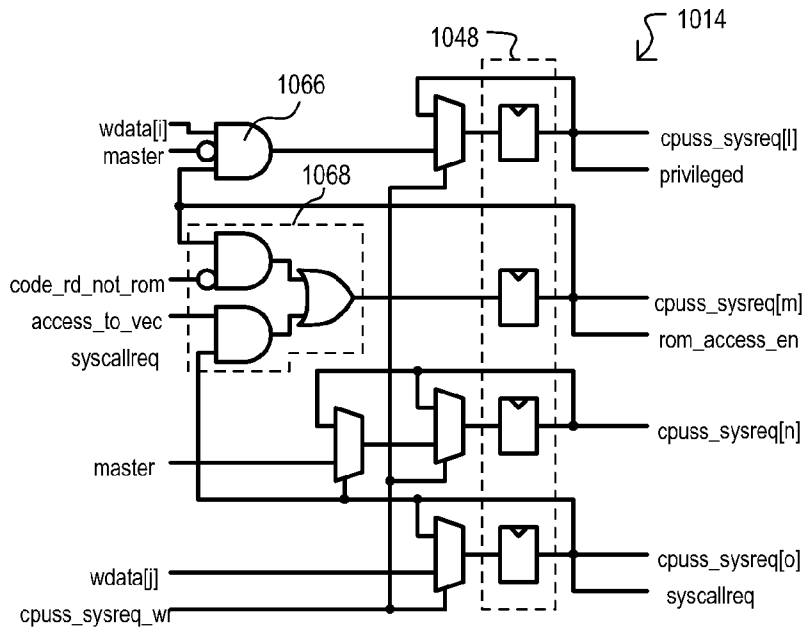 1014
1048
1066
wdata[i]
master
cpuss_sysreq[l]
privileged
1068
code_rd_not_rom
access_to_vec
syscallreq
cpuss_sysreq[m]
rom_access_en
cpuss_sysreq[n]
master
wdata[j]
cpuss_sysreq_wr
cpuss_sysreq[o]
syscallreq